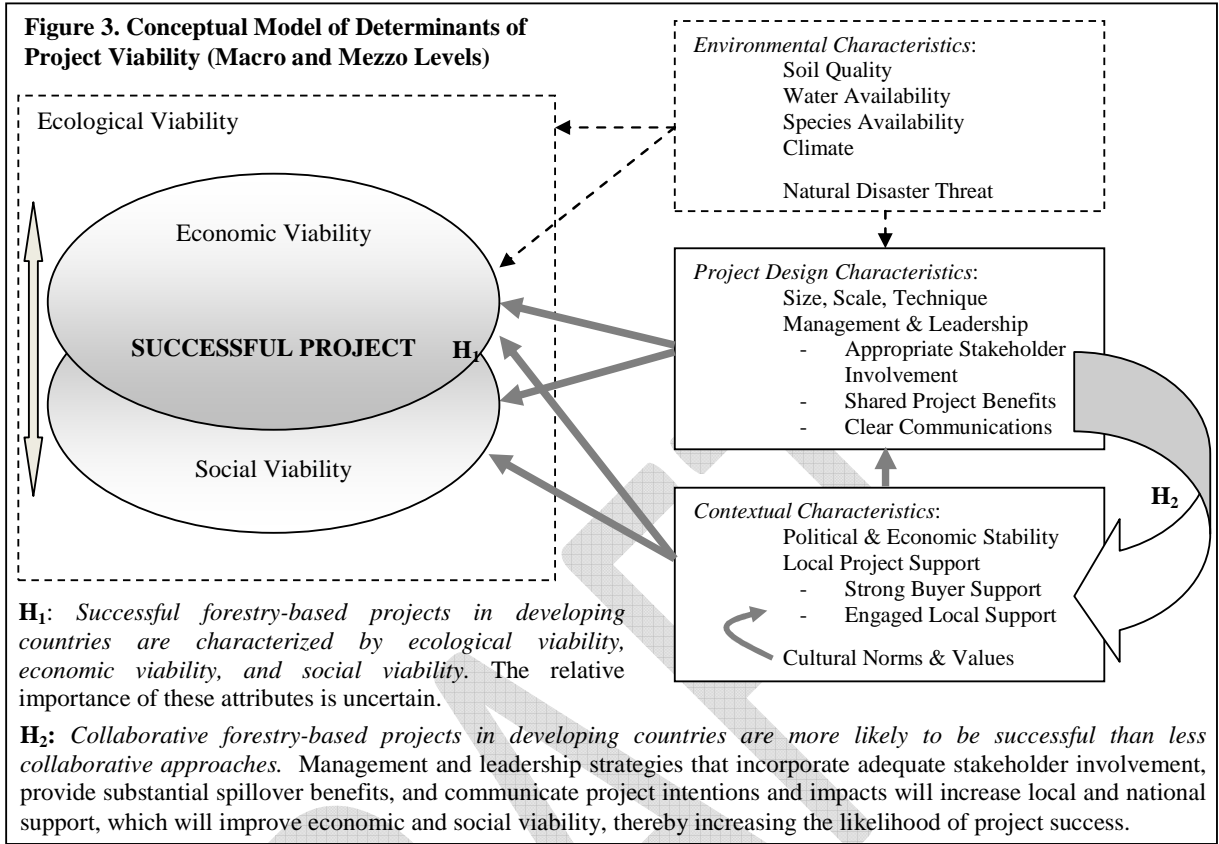 Figure 3. Conceptual Model of Determinants of
Project Viability (Macro and Mezzo Levels)
Ecological Viability
Economic Viability
SUCCESSFUL PROJECT H₁
Social Viability
Environmental Characteristics:
Soil Quality
Water Availability
Species Availability
Climate
Natural Disaster Threat
Project Design Characteristics:
Size, Scale, Technique
Management & Leadership
- Appropriate Stakeholder
Involvement
- Shared Project Benefits
- Clear Communications
H₂
Contextual Characteristics:
Political & Economic Stability
Local Project Support
- Strong Buyer Support
- Engaged Local Support
Cultural Norms & Values
H₁: Successful forestry-based projects in developing
countries are characterized by ecological viability,
economic viability, and social viability. The relative
importance of these attributes is uncertain.
H₂: Collaborative forestry-based projects in developing countries are more likely to be successful than less
collaborative approaches. Management and leadership strategies that incorporate adequate stakeholder involvement,
provide substantial spillover benefits, and communicate project intentions and impacts will increase local and national
support, which will improve economic and social viability, thereby increasing the likelihood of project success.